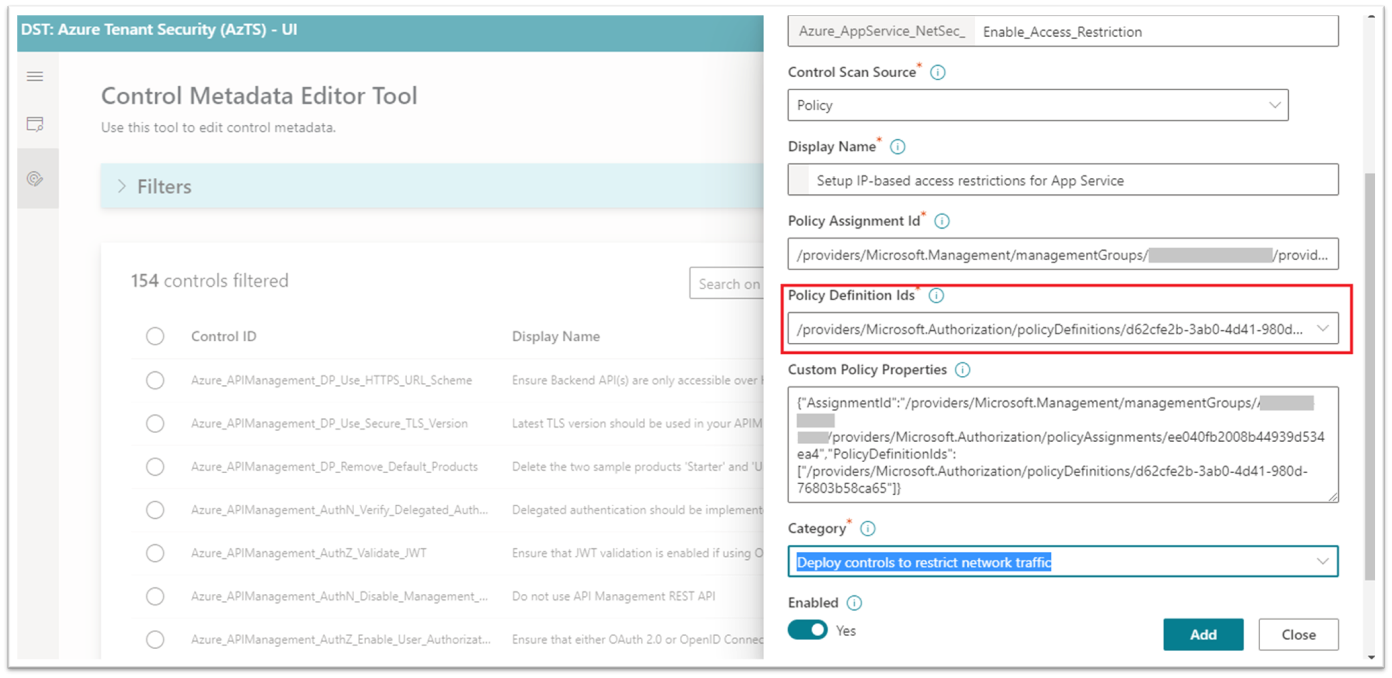 DST: Azure Tenant Security (AzTS) - UI
Control Metadata Editor Tool
Use this tool to edit control metadata.
Filters
154 controls filtered
Search on
Control ID Display Name
Azure_APIManagement_DP_Use_HTTPS_URL_Scheme Ensure Backend API(s) are only accessible over
Azure_APIManagement_DP_Use_Secure_TLS_Version Latest TLS version should be used in your APIM
Azure_APIManagement_DP_Remove_Default_Products Delete the two sample products 'Starter' and 'U
Azure_APIManagement_AuthN_Verify_Delegated_Auth... Delegated authentication should be implement
Azure_APIManagement_AuthZ_Validate_JWT Ensure that JWT validation is enabled if using O
Azure_APIManagement_AuthN_Disable_Management_... Do not use API Management REST API
Azure_APIManagement_AuthZ_Enable_User_Authorizat... Ensure that either OAuth 2.0 or OpenID Connec
Azure_AppService_NetSec_ Enable_Access_Restriction
Control Scan Source*
Policy
Display Name*
Setup IP-based access restrictions for App Service
Policy Assignment Id*
/providers/Microsoft.Management/managementGroups/ /provid...
Policy Definition Ids*
/providers/Microsoft.Authorization/policyDefinitions/d62cfe2b-3ab0-4d41-980d...
Custom Policy Properties
{"AssignmentId":"/providers/Microsoft.Management/managementGroups/
/providers/Microsoft.Authorization/policyAssignments/ee040fb2008b44939d534
ea4","PolicyDefinitionIds":
["/providers/Microsoft.Authorization/policyDefinitions/d62cfe2b-3ab0-4d41-980d-
76803b58ca65"]}
Category*
Deploy controls to restrict network traffic
Enabled
Yes
Add
Close